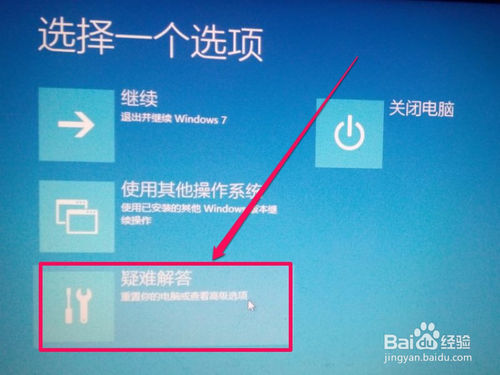 选择一个选项
继续
退出并继续 Windows 7
关闭电脑
使用其他操作系统
使用已安装的其他 Windows 版本继
续操作
疑难解答
重置你的电脑或查看高级选项
Baidu 经验
jingyan.baidu.com